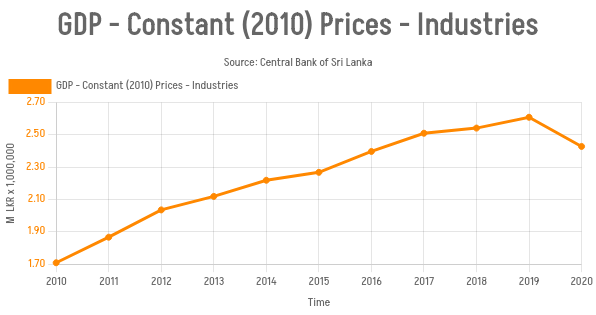 GDP - Constant (2010) Prices - Industries
Source: Central Bank of Sri Lanka
GDP - Constant (2010) Prices - Industries
M LKR x 1,000,000
2.70
2.50
2.30
2.10
1.90
1.70
2010 2011 2012 2013 2014 2015 2016 2017 2018 2019 2020
Time